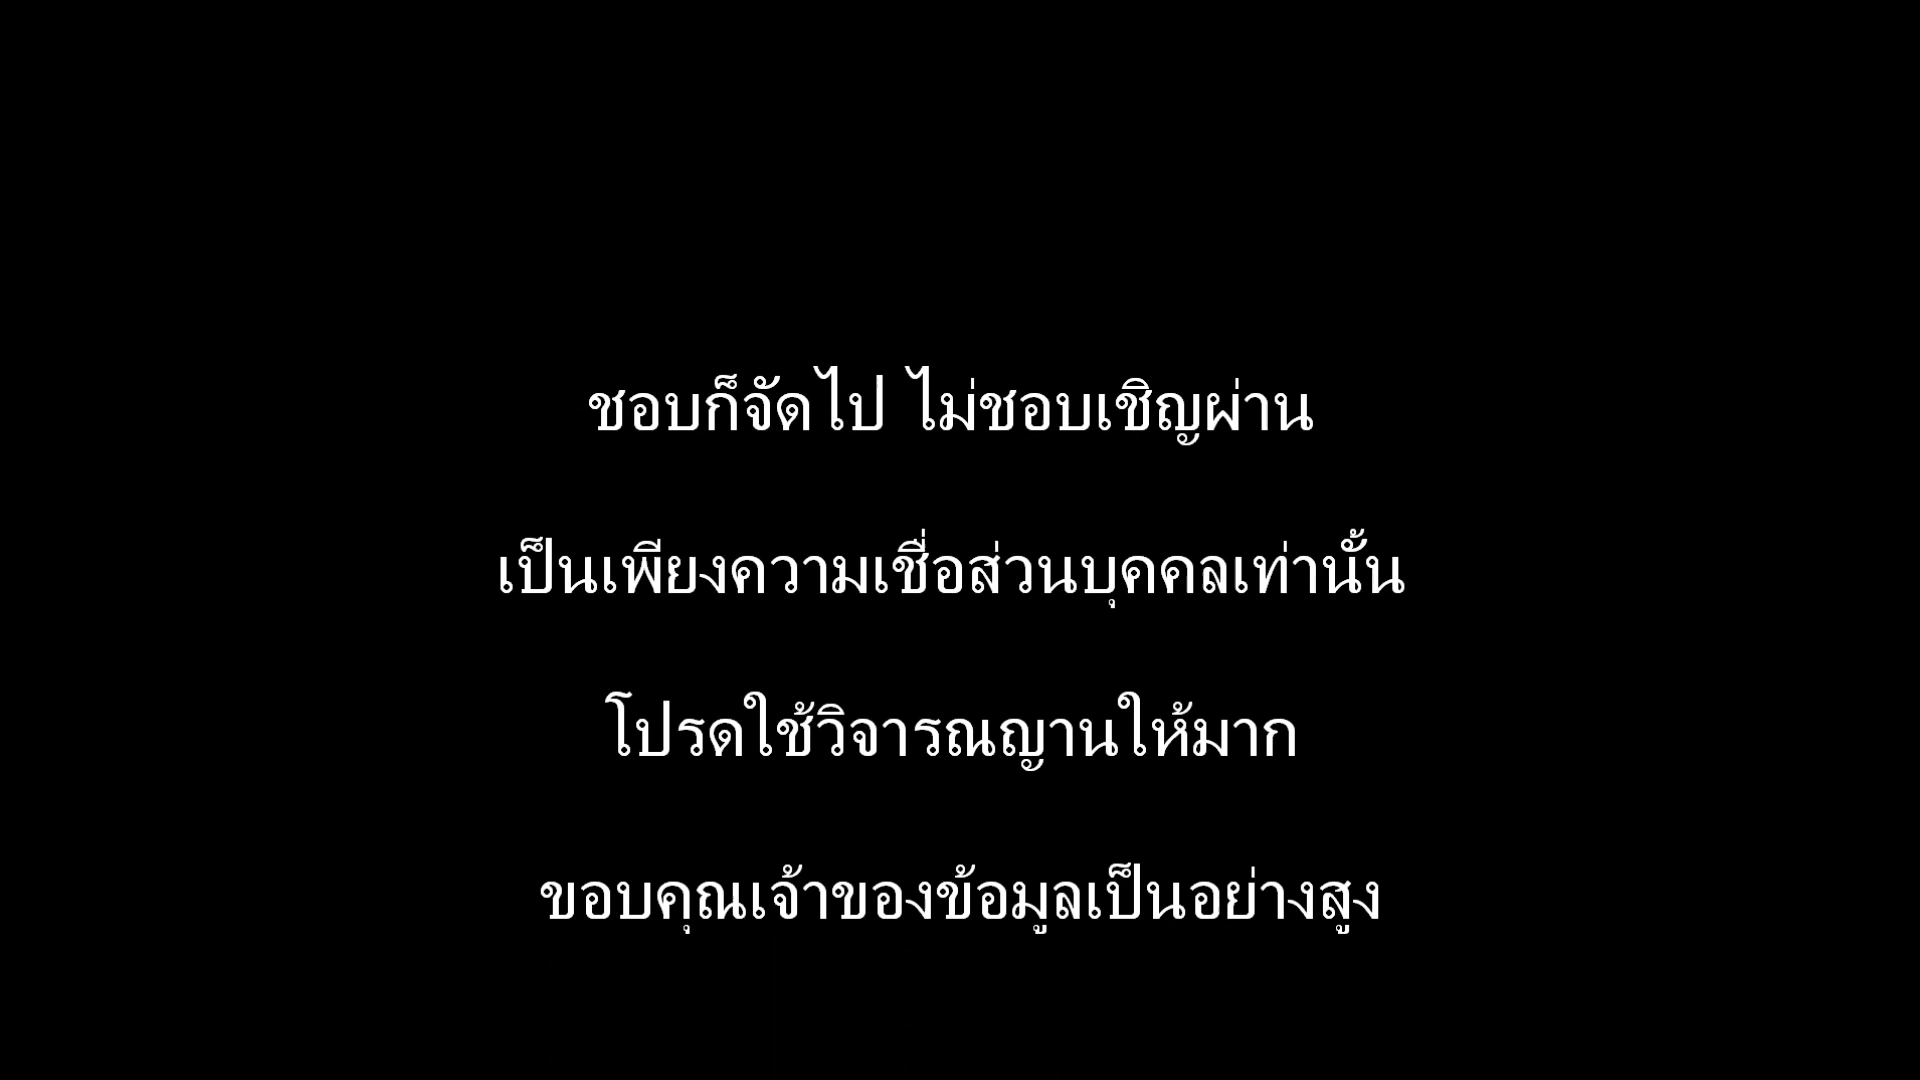 ชอบก็จัดไป ไม่ชอบเชิญผ่าน
เป็นเพียงความเชื่อส่วนบุคคลเท่านั้น
โปรดใช้วิจารณญานให้มาก
ขอบคุณเจ้าของข้อมูลเป็นอย่างสูง